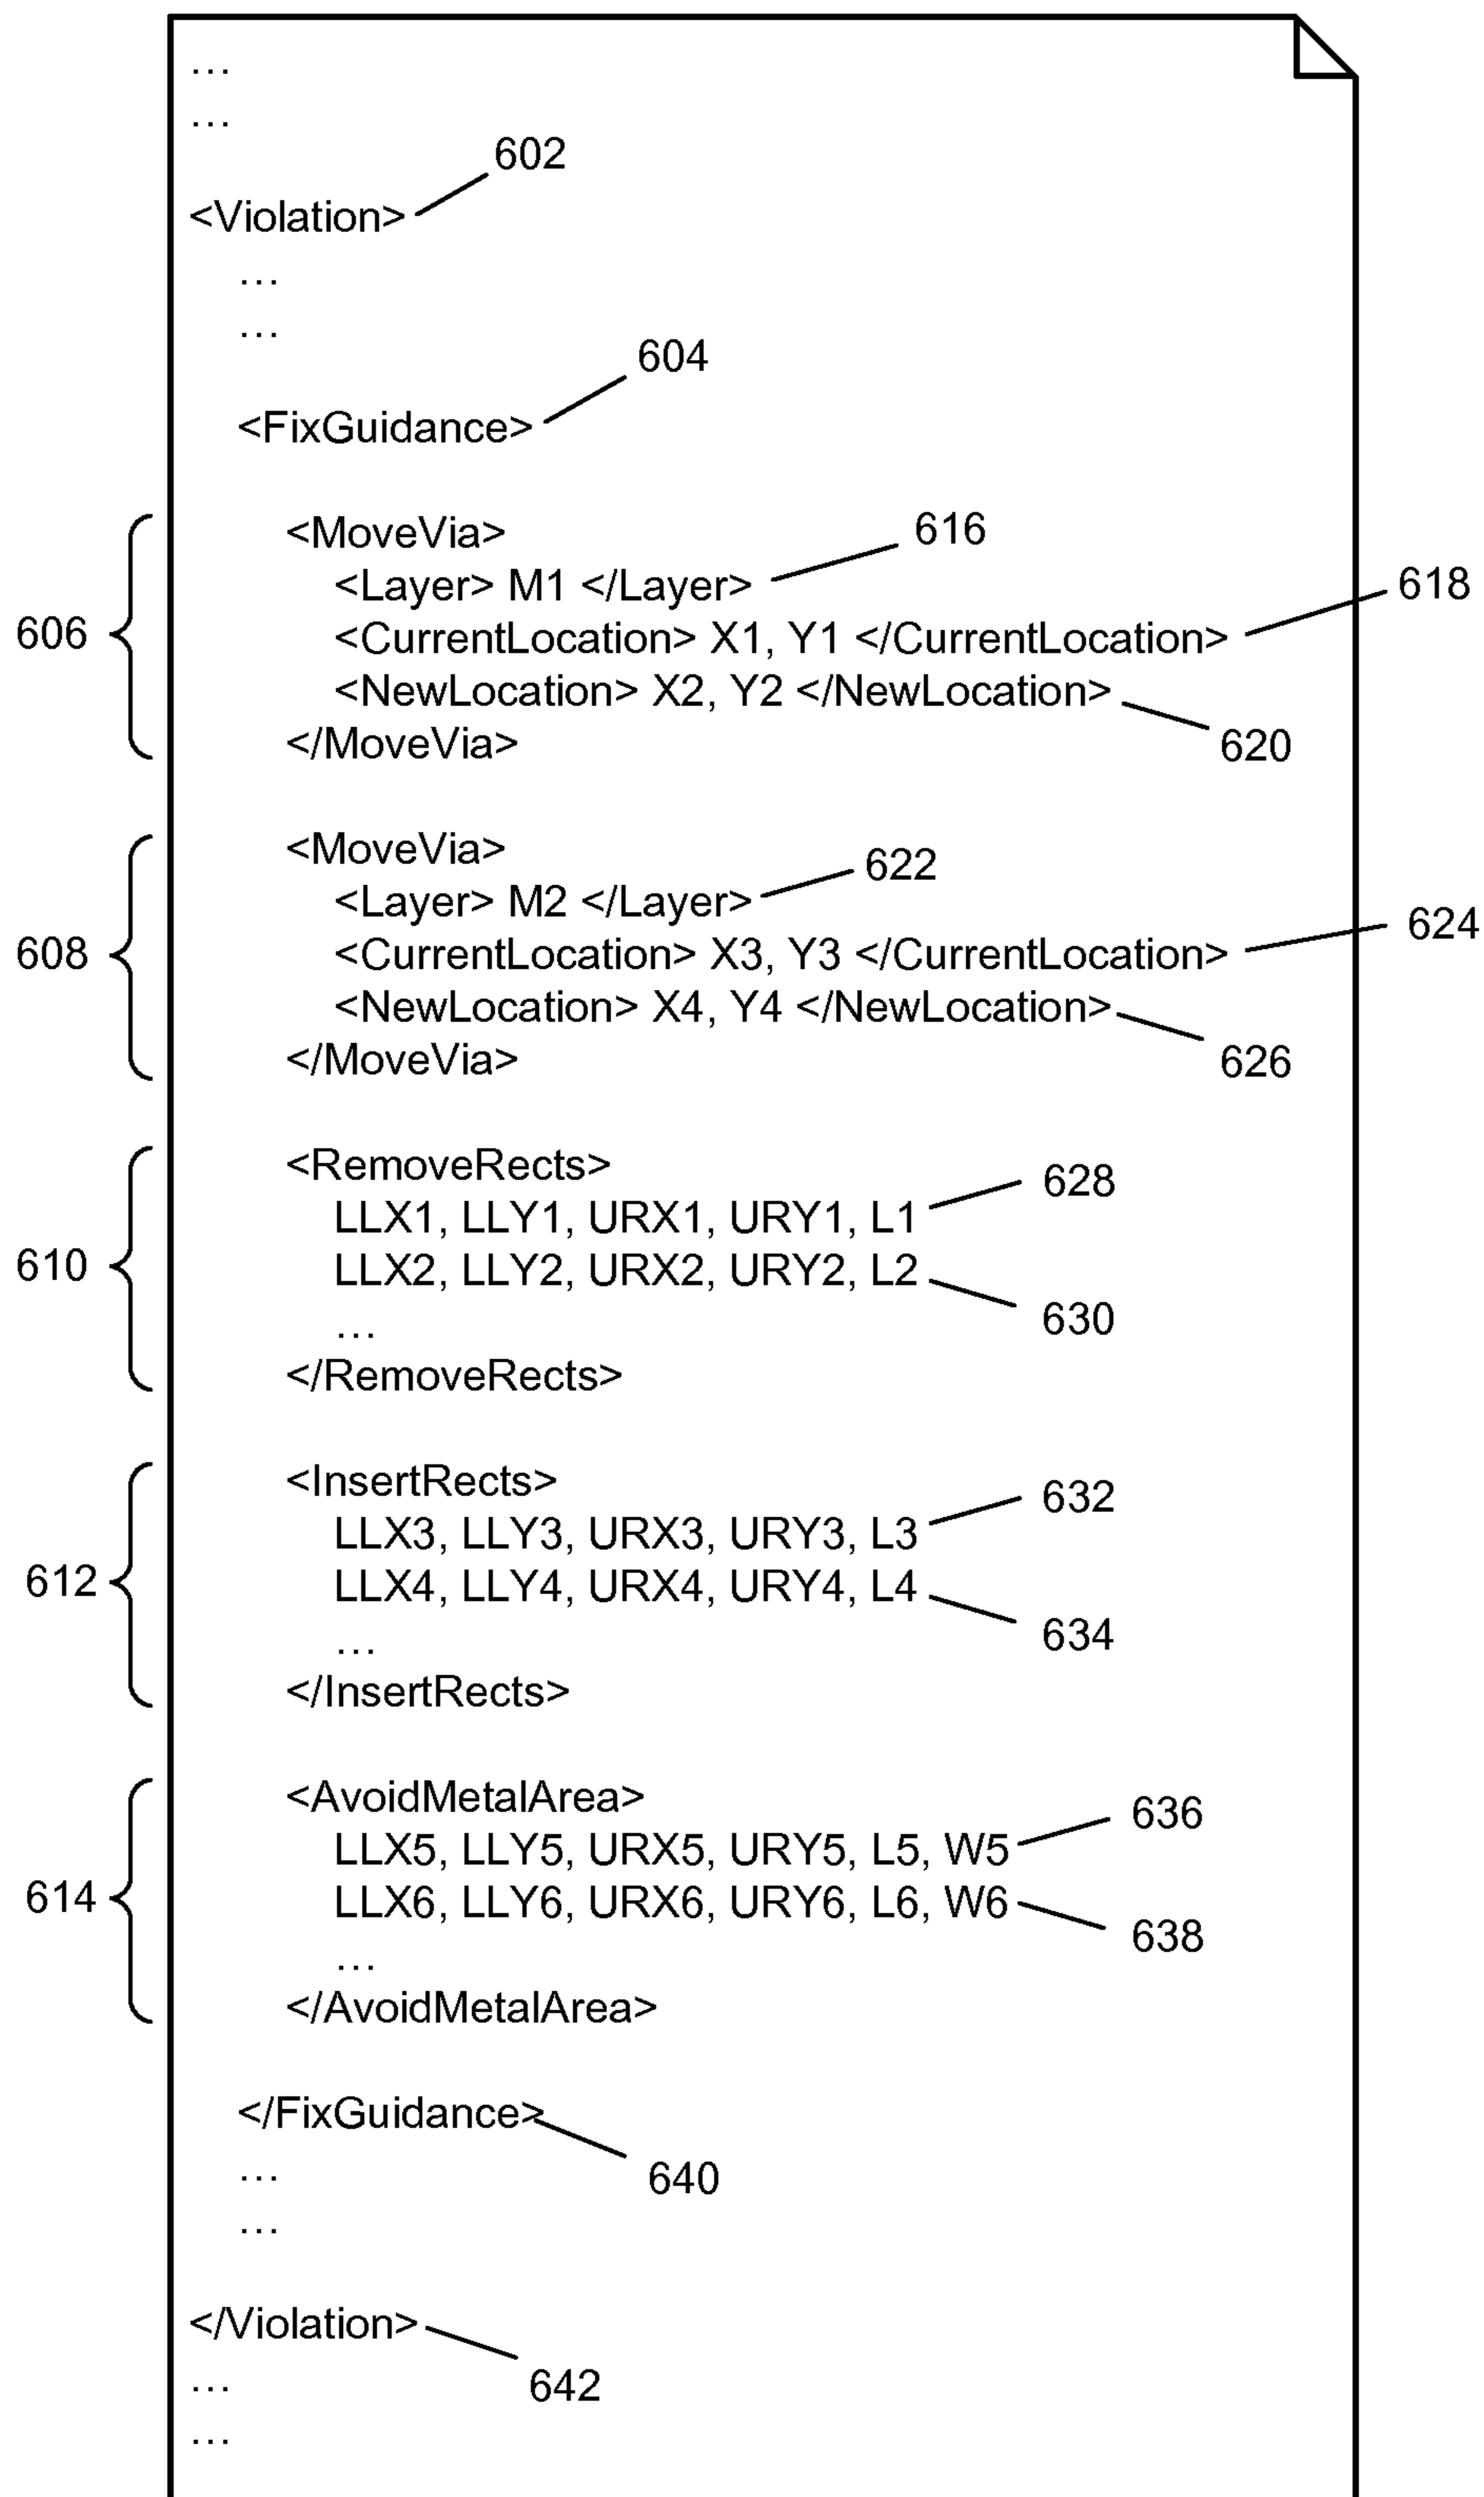 ...
...
602
<Violation>
...
...
604
<FixGuidance>
606
<MoveVia>
616
<Layer> M1 </Layer>
618
<CurrentLocation> X1, Y1 </CurrentLocation>
<NewLocation> X2, Y2 </NewLocation>
620
</MoveVia>
608
<MoveVia>
622
<Layer> M2 </Layer>
624
<CurrentLocation> X3, Y3 </CurrentLocation>
<NewLocation> X4, Y4 </NewLocation>
626
</MoveVia>
610
<RemoveRects>
628
LLX1, LLY1, URX1, URY1, L1
LLX2, LLY2, URX2, URY2, L2
630
...
</RemoveRects>
612
<InsertRects>
632
LLX3, LLY3, URX3, URY3, L3
LLX4, LLY4, URX4, URY4, L4
634
...
</InsertRects>
614
<AvoidMetalArea>
636
LLX5, LLY5, URX5, URY5, L5, W5
LLX6, LLY6, URX6, URY6, L6, W6
638
...
</AvoidMetalArea>
</FixGuidance>
640
...
...
</Violation>
642
...
...